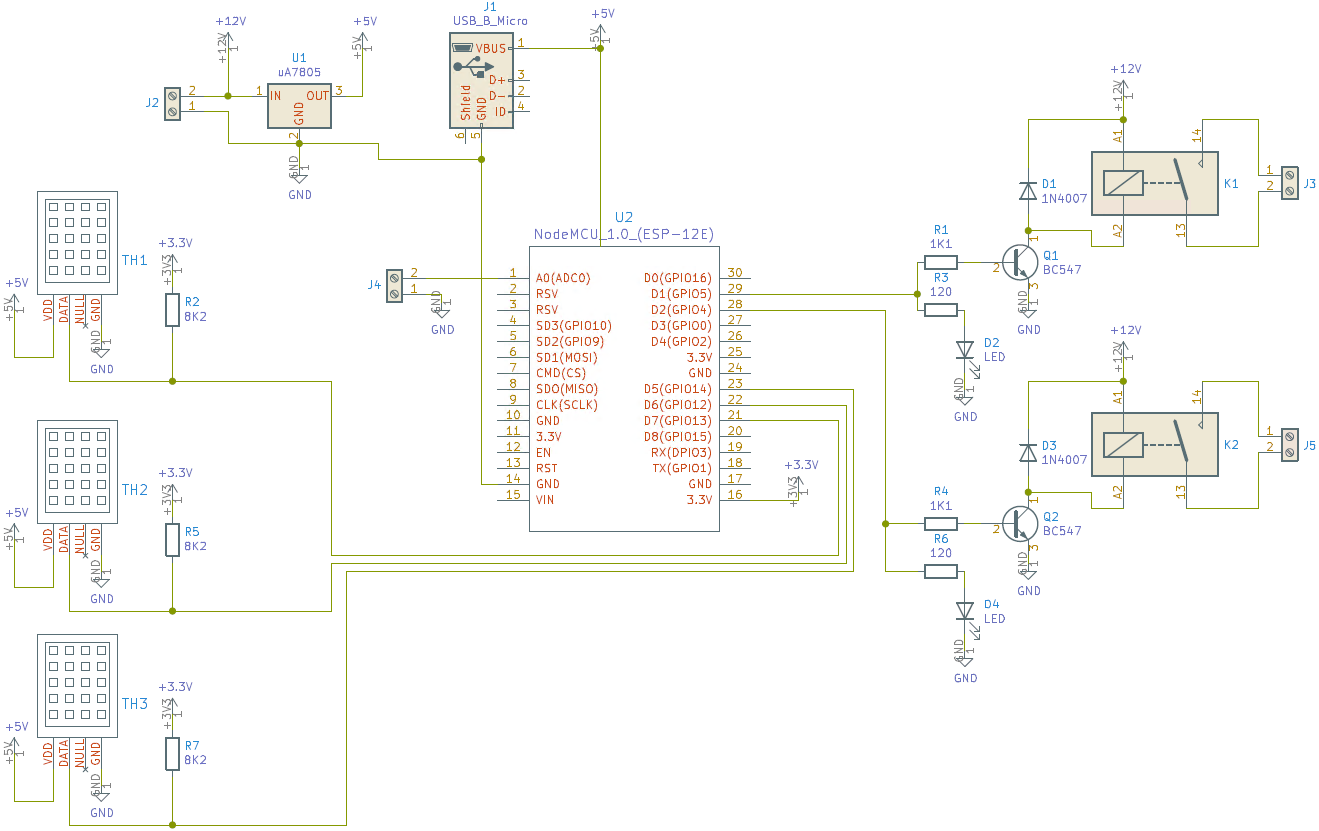 J1
USB_B_Micro
+12V
+12V
1
+5V
+5V
1
+5V
+5V
1
U1
uA7805
J2
2
1
1
IN
OUT
3
GND
2
GND
1
GND
VBUS
1
D+
3
D-
2
ID
4
Shield
GND
6
5
TH1
VDD
DATA
NULL
GND
+5V
+5V
1
GND
1
GND
+3.3V
+3V3
1
R2
8K2
TH2
VDD
DATA
NULL
GND
+5V
+5V
1
GND
1
GND
+3.3V
+3V3
1
R5
8K2
TH3
VDD
DATA
NULL
GND
+5V
+5V
1
GND
1
GND
+3.3V
+3V3
1
R7
8K2
J4
2
1
GND
1
GND
U2
NodeMCU_1.0_(ESP-12E)
1 A0(ADC0) D0(GPIO16) 30
2 RSV D1(GPIO5) 29
3 RSV D2(GPIO4) 28
4 SD3(GPIO10) D3(GPIO0) 27
5 SD2(GPIO9) D4(GPIO2) 26
6 SD1(MOSI) 3.3V 25
7 CMD(CS) GND 24
8 SDO(MISO) D5(GPIO14) 23
9 CLK(SCLK) D6(GPIO12) 22
10 GND D7(GPIO13) 21
11 3.3V D8(GPIO15) 20
12 EN RX(DPIO3) 19
13 RST TX(GPIO1) 18
14 GND GND 17
15 VIN 3.3V 16
+3.3V
+3V3
1
R1
1K1
R3
120
D2
LED
GND
1
GND
2
1
3
Q1
BC547
GND
1
GND
D1
1N4007
+12V
+12V
1
A1
A2
14
13
K1
1
2
J3
R4
1K1
R6
120
D4
LED
GND
1
GND
2
1
3
Q2
BC547
GND
1
GND
D3
1N4007
+12V
+12V
1
A1
A2
14
13
K2
1
2
J5